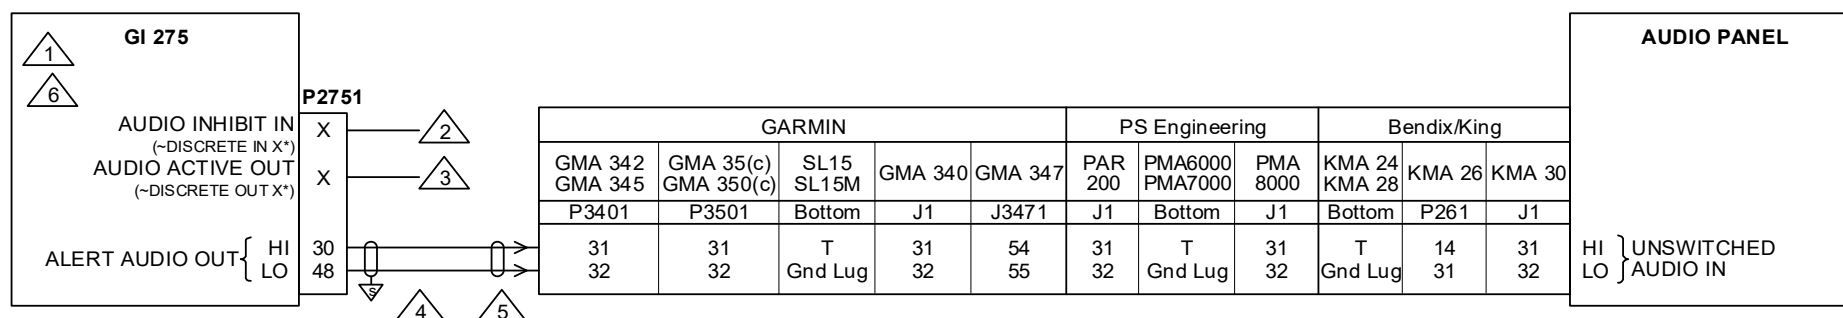 GI 275
1
6
P2751
AUDIO INHIBIT IN X 2
(~DISCRETE IN X*)
AUDIO ACTIVE OUT X 3
(~DISCRETE OUT X*)
ALERT AUDIO OUT { HI 30
LO 48
s
4 5
GARMIN PS Engineering Bendix/King
GMA 342 GMA 345 GMA 35(c) GMA 350(c) SL15 SL15M GMA 340 GMA 347 PAR 200 PMA6000 PMA7000 PMA 8000 KMA 24 KMA 28 KMA 26 KMA 30
P3401 P3501 Bottom J1 J3471 J1 Bottom J1 Bottom P261 J1
31 31 T 31 54 31 T 31 T 14 31
32 32 Gnd Lug 32 55 32 Gnd Lug 32 Gnd Lug 31 32
AUDIO PANEL
HI } UNSWITCHED
LO AUDIO IN